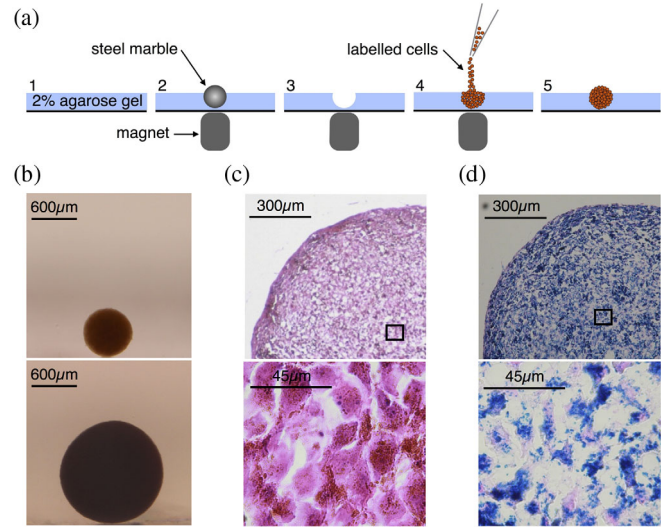 (a)
steel marble
labelled cells
1
2
3
4
5
2% agarose gel
magnet
(b)
(c)
(d)
600µm
300µm
300µm
600µm
45µm
45µm